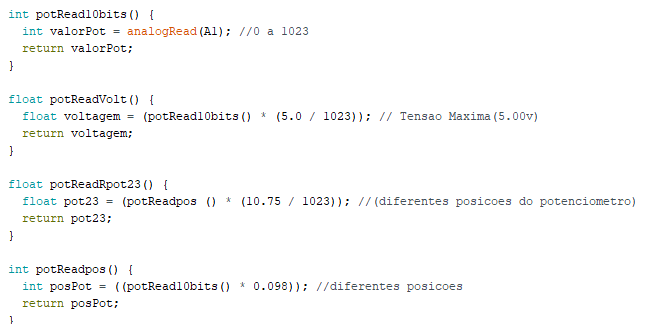 int potRead10bits() {
  int valorPot = analogRead(A1); //0 a 1023
  return valorPot;
}

float potReadVolt() {
  float voltagem = (potRead10bits() * (5.0 / 1023)); // Tensao Maxima(5.00v)
  return voltagem;
}

float potReadRpot23() {
  float pot23 = (potReadpos () * (10.75 / 1023)); //(diferentes posicoes do potenciometro)
  return pot23;
}

int potReadpos() {
  int posPot = ((potRead10bits() * 0.098)); //diferentes posicoes
  return posPot;
}